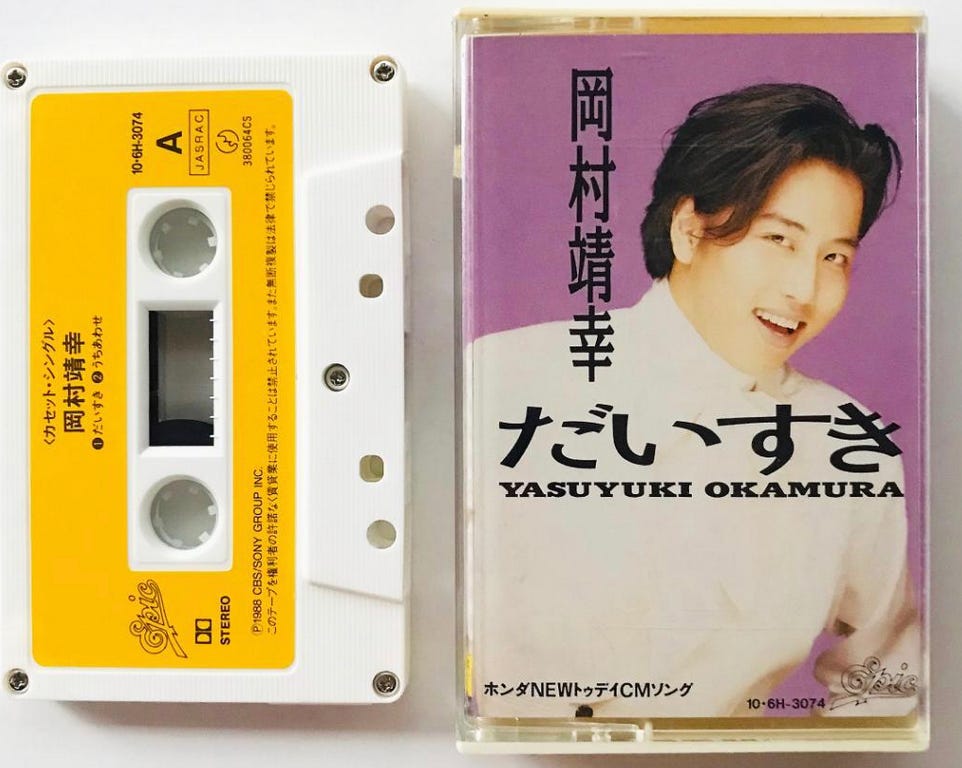 10・6H-3074
A
JASRAC
380064CS
〈カセット・シングル〉
岡村靖幸
❶だいすき ❷うちあわせ
Epic
STEREO
Ⓟ1988 CBS/SONY GROUP INC.
このテープを権利者の許諾なく賃貸業に使用することは禁止されています。また無断複製は法律で禁じられています。
岡村靖幸
だいすき
YASUYUKI OKAMURA
ホンダNEWトゥデイCMソング
10・6H-3074
Epic